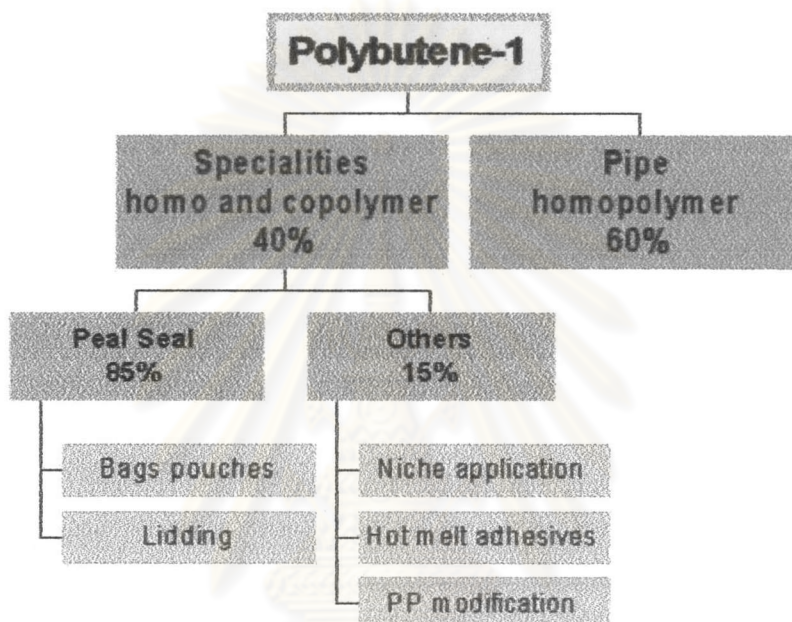 Polybutene-1
Specialities
homo and copolymer
40%
Pipe
homopolymer
60%
Peal Seal
85%
Others
15%
Bags pouches
Lidding
Niche application
Hot melt adhesives
PP modification